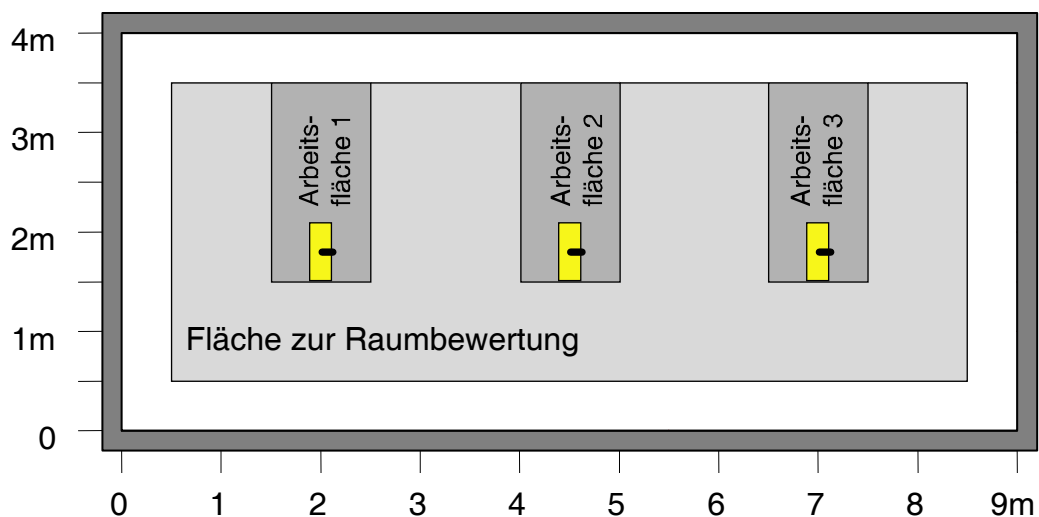 4m
3m
2m
1m
0
Arbeits-
fläche 1
Arbeits-
fläche 2
Arbeits-
fläche 3
Fläche zur Raumbewertung
0 1 2 3 4 5 6 7 8 9m